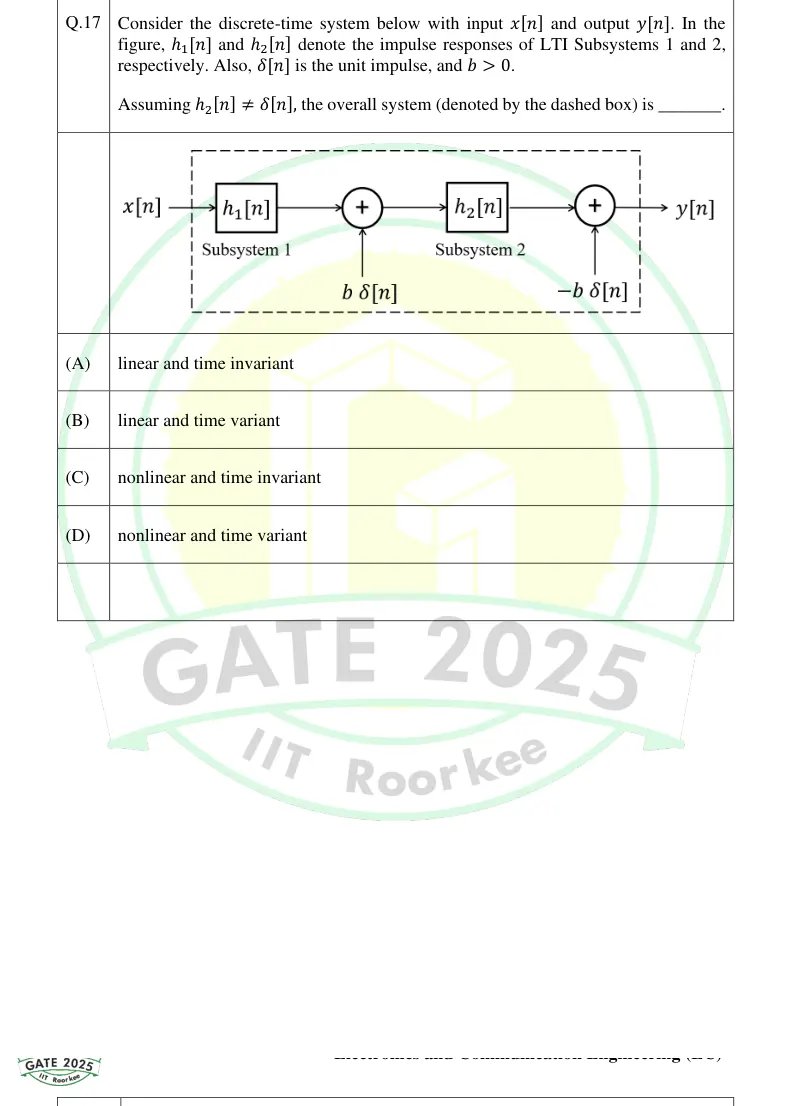 Q.17 Consider the discrete-time system below with input x[n] and output y[n]. In the
figure, h₁[n] and h₂[n] denote the impulse responses of LTI Subsystems 1 and 2,
respectively. Also, δ[n] is the unit impulse, and b > 0.
Assuming h₂[n] ≠ δ[n], the overall system (denoted by the dashed box) is _______.
x[n] h₁[n] + h₂[n] + y[n]
Subsystem 1 Subsystem 2
b δ[n] −b δ[n]
(A) linear and time invariant
(B) linear and time variant
(C) nonlinear and time invariant
(D) nonlinear and time variant
GATE 2025
IIT Roorkee
GATE 2025
IIT Roorkee